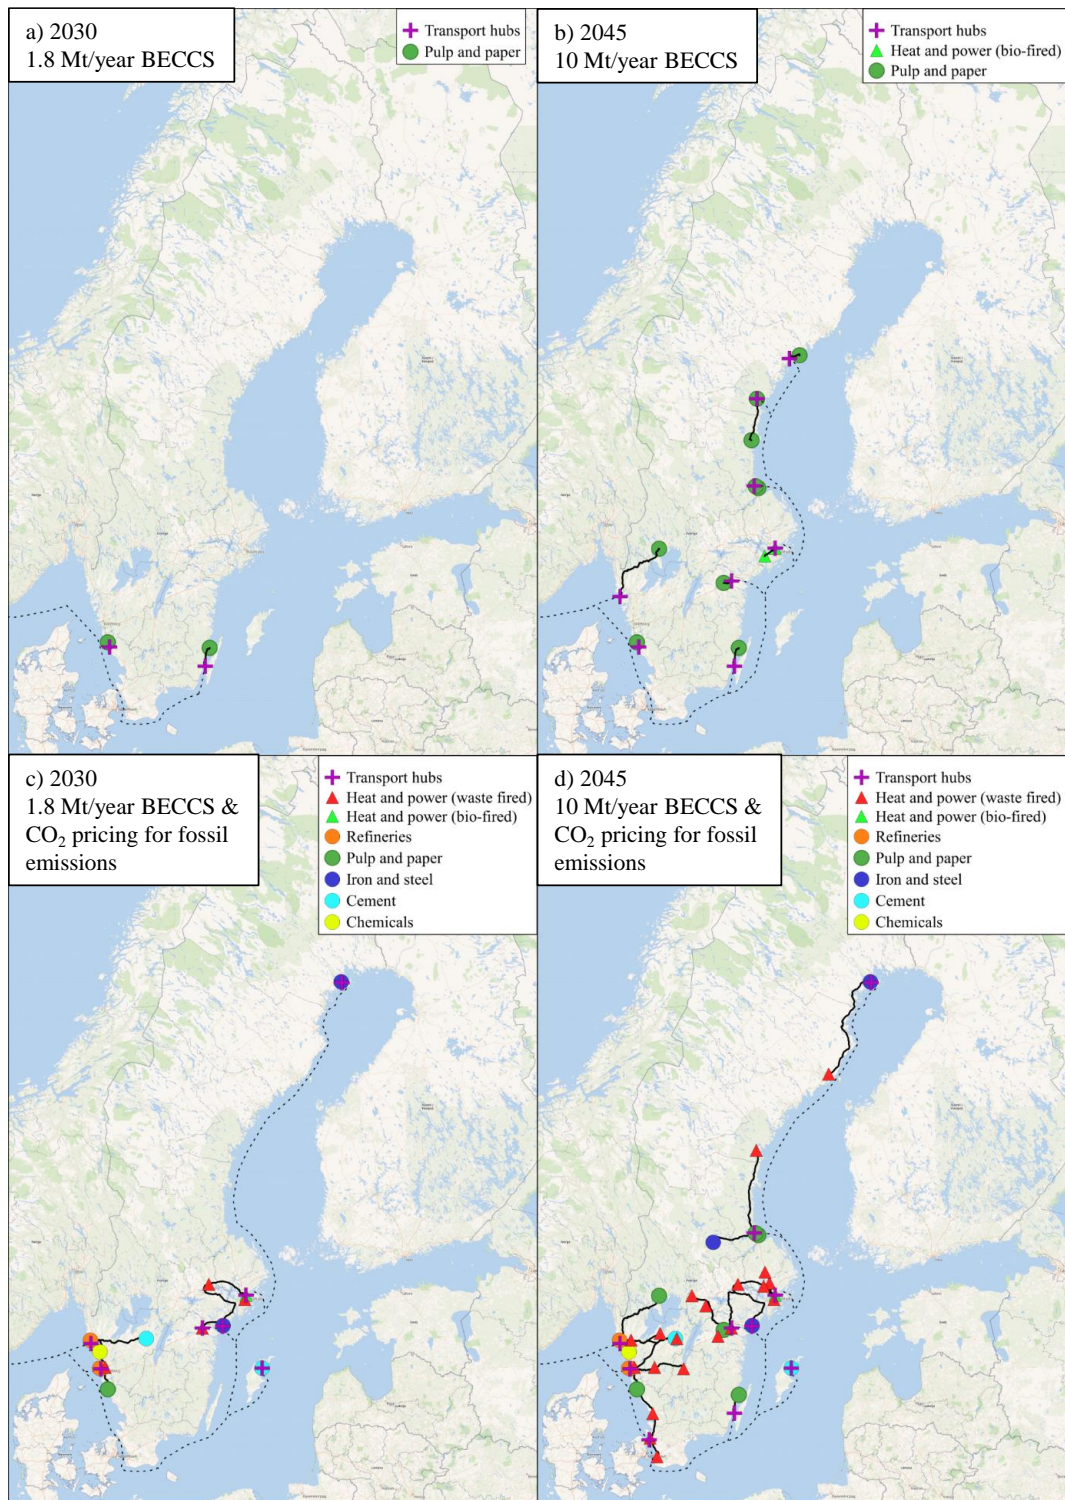 a) 2030
1.8 Mt/year BECCS
Transport hubs
Pulp and paper
b) 2045
10 Mt/year BECCS
Transport hubs
Heat and power (bio-fired)
Pulp and paper
c) 2030
1.8 Mt/year BECCS &
CO₂ pricing for fossil
emissions
Transport hubs
Heat and power (waste fired)
Heat and power (bio-fired)
Refineries
Pulp and paper
Iron and steel
Cement
Chemicals
d) 2045
10 Mt/year BECCS &
CO₂ pricing for fossil
emissions
Transport hubs
Heat and power (waste fired)
Heat and power (bio-fired)
Refineries
Pulp and paper
Iron and steel
Cement
Chemicals